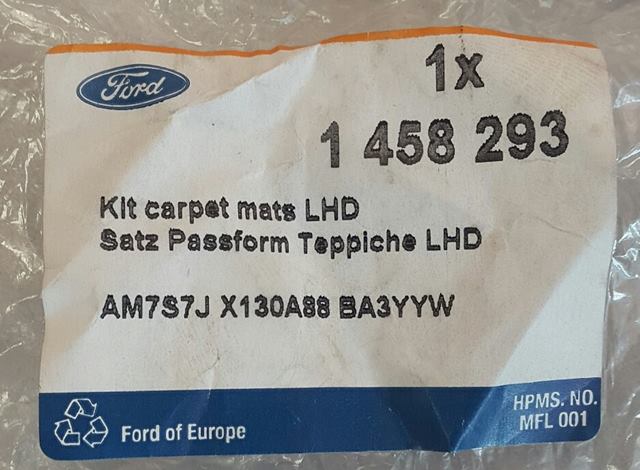 Ford
1x
1 458 293
Kit carpet mats LHD
Satz Passform Teppiche LHD
AM7S7J X130A88 BA3YYW
Ford of Europe
HPMS. NO.
MFL 001